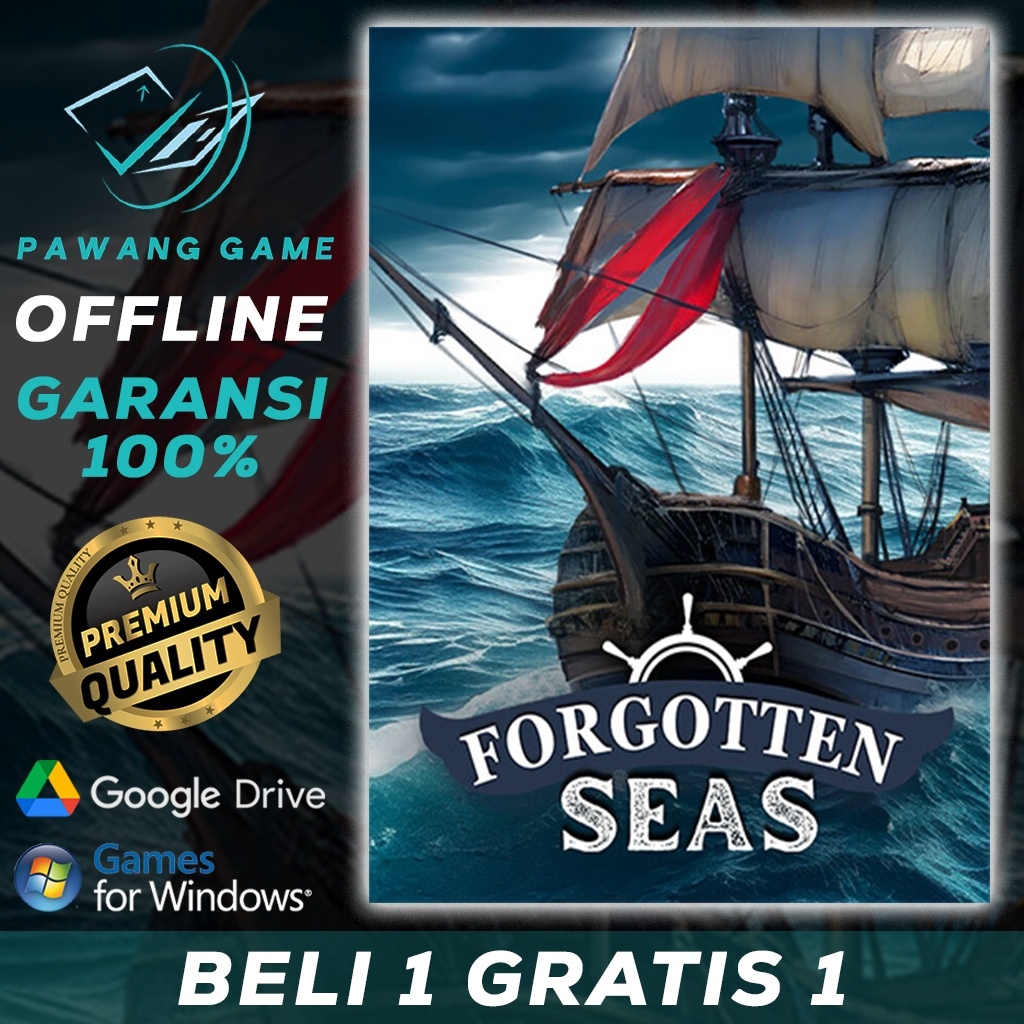 PAWANG GAME
OFFLINE
GARANSI
100%
PREMIUM QUALITY
PREMIUM
QUALITY
Google Drive
Games
for Windows®
FORGOTTEN
SEAS
BELI 1 GRATIS 1